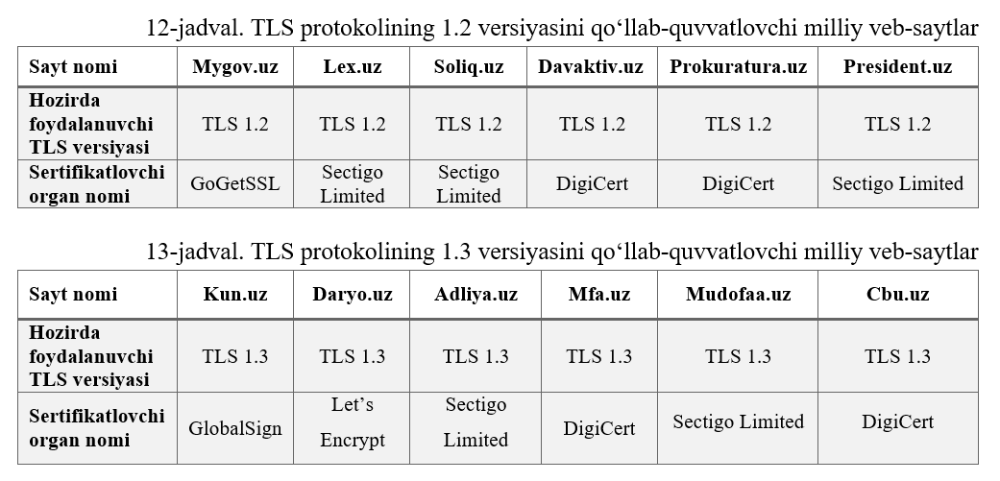 12-jadval. TLS protokolining 1.2 versiyasini qo‘llab-quvvatlovchi milliy veb-saytlar
Sayt nomi Mygov.uz Lex.uz Soliq.uz Davaktiv.uz Prokuratura.uz President.uz
Hozirda
foydalanuvchi
TLS versiyasi
TLS 1.2 TLS 1.2 TLS 1.2 TLS 1.2 TLS 1.2 TLS 1.2
Sertifikatlovchi
organ nomi
GoGetSSL
Sectigo
Limited
Sectigo
Limited
DigiCert
DigiCert
Sectigo Limited
13-jadval. TLS protokolining 1.3 versiyasini qo‘llab-quvvatlovchi milliy veb-saytlar
Sayt nomi Kun.uz Daryo.uz Adliya.uz Mfa.uz Mudofaa.uz Cbu.uz
Hozirda
foydalanuvchi
TLS versiyasi
TLS 1.3 TLS 1.3 TLS 1.3 TLS 1.3 TLS 1.3 TLS 1.3
Sertifikatlovchi
organ nomi
GlobalSign
Let’s
Encrypt
Sectigo
Limited
DigiCert
Sectigo Limited
DigiCert